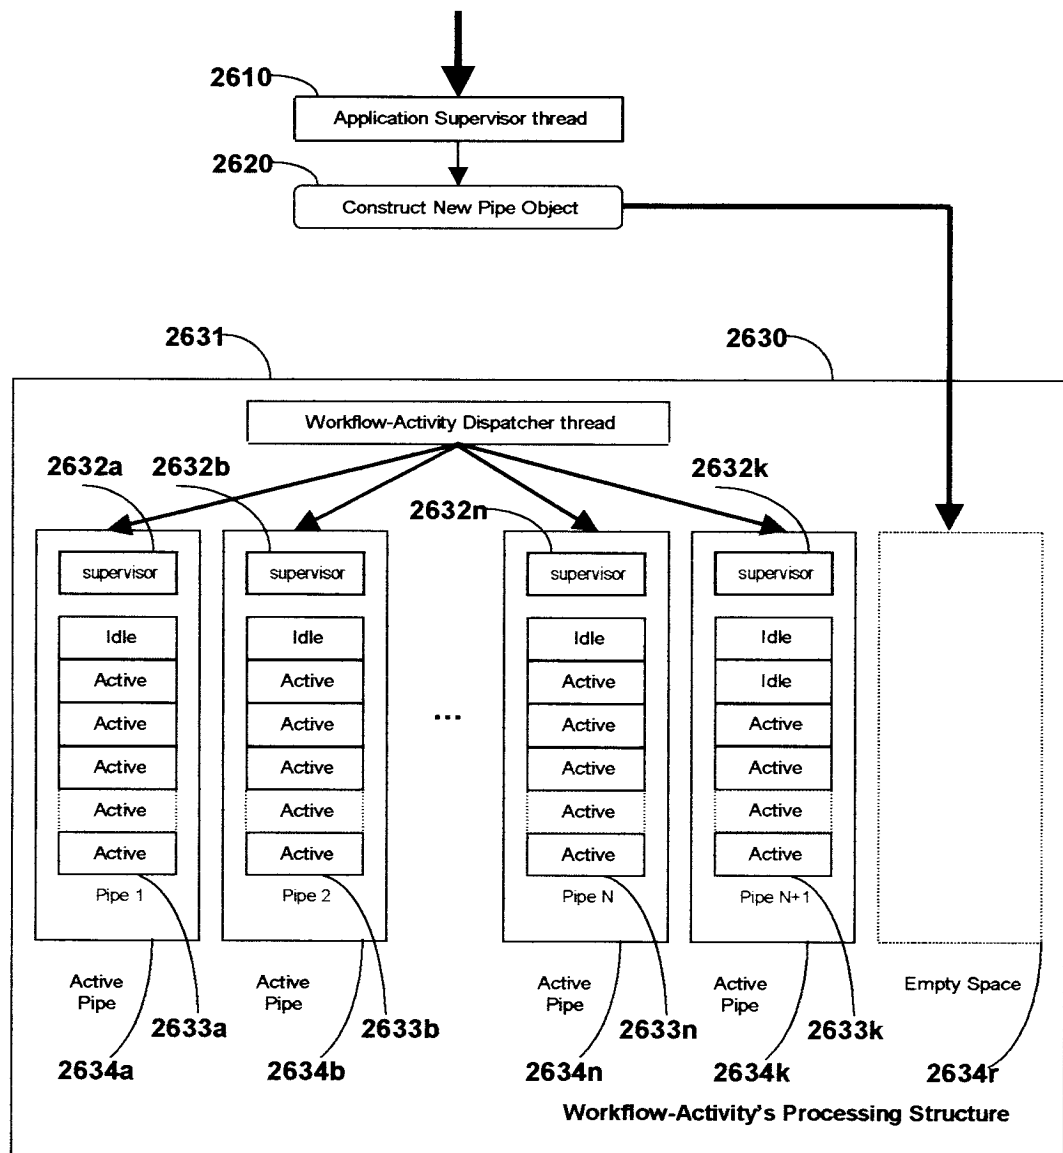 2610
Application Supervisor thread
2620
Construct New Pipe Object
2631
2630
Workflow-Activity Dispatcher thread
2632a
2632b
2632n
2632k
supervisor
supervisor
supervisor
supervisor
Idle
Idle
Idle
Idle
Active
Active
Active
Idle
Active
Active
Active
Active
...
Active
Active
Active
Active
Active
Active
Active
Active
Active
Active
Active
Active
Pipe 1
Pipe 2
Pipe N
Pipe N+1
Active
Pipe
Active
Pipe
Active
Pipe
Active
Pipe
Empty Space
2633a
2633b
2633n
2633k
2634a
2634b
2634n
2634k
2634r
Workflow-Activity's Processing Structure